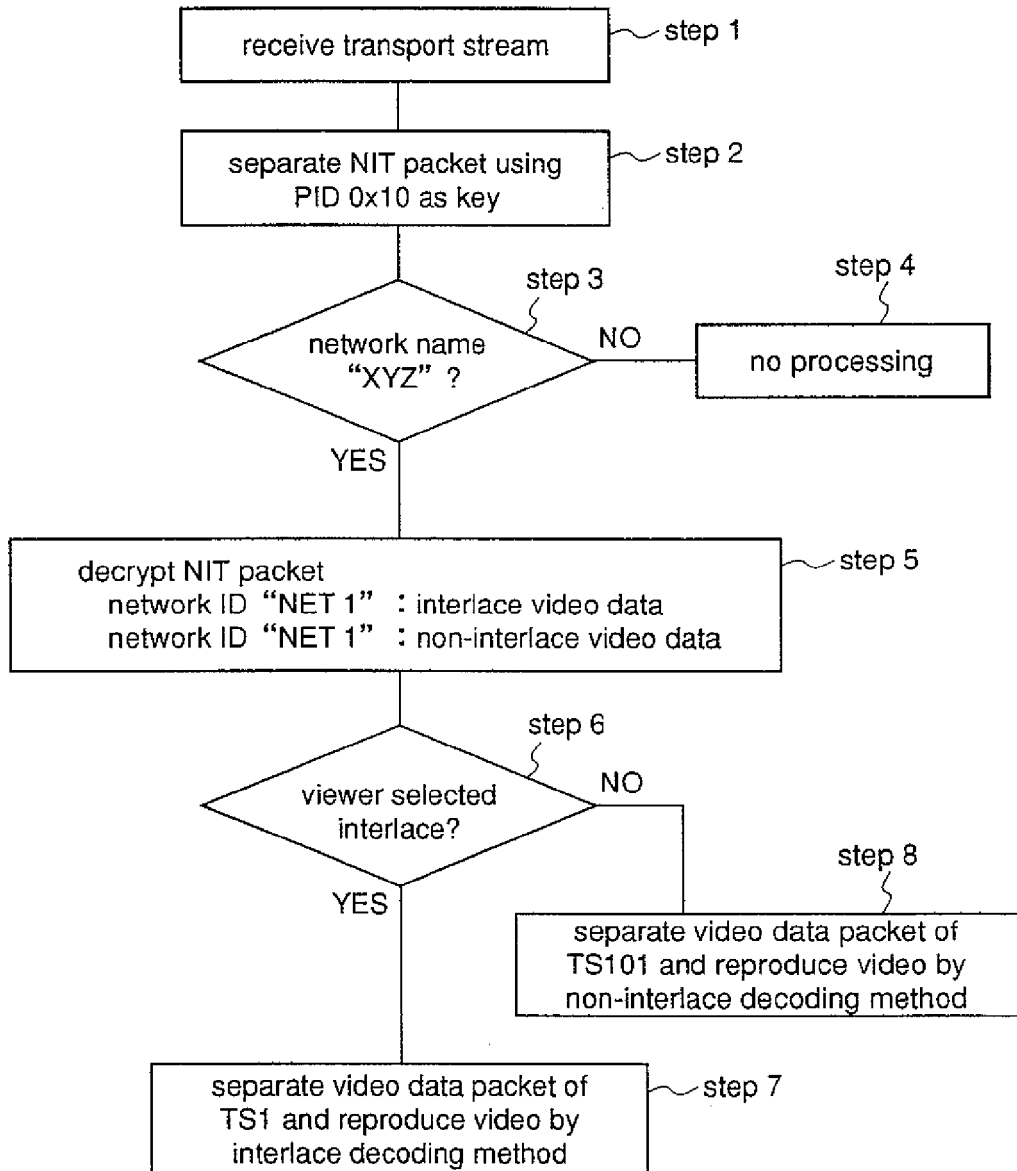 receive transport stream
step 1
separate NIT packet using
PID 0x10 as key
step 2
step 3
network name
“XYZ” ?
NO
step 4
no processing
YES
step 5
decrypt NIT packet
network ID “NET 1” : interlace video data
network ID “NET 1” : non-interlace video data
step 6
viewer selected
interlace?
NO
step 8
separate video data packet of
TS101 and reproduce video by
non-interlace decoding method
YES
separate video data packet of
TS1 and reproduce video by
interlace decoding method
step 7